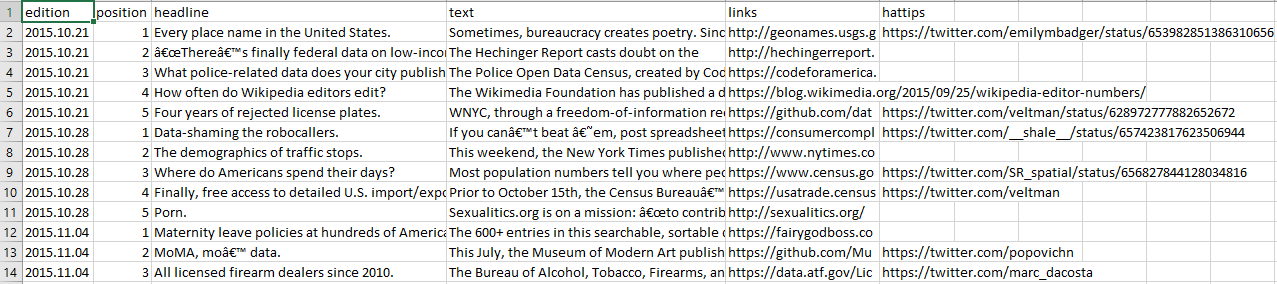 1 edition position headline text links hattips
2 2015.10.21 1 Every place name in the United States. Sometimes, bureaucracy creates poetry. Sinc http://geonames.usgs.g https://twitter.com/emilymbadger/status/653982851386310656
3 2015.10.21 2 “Thereâ€™s finally federal data on low-incor The Hechinger Report casts doubt on the http://hechingerreport.
4 2015.10.21 3 What police-related data does your city publish The Police Open Data Census, created by Cod https://codeforamerica.
5 2015.10.21 4 How often do Wikipedia editors edit? The Wikimedia Foundation has published a d https://blog.wikimedia.org/2015/09/25/wikipedia-editor-numbers/
6 2015.10.21 5 Four years of rejected license plates. WNYC, through a freedom-of-information re https://github.com/dat https://twitter.com/veltman/status/628972777882652672
7 2015.10.28 1 Data-shaming the robocallers. If you canâ€™t beat â€˜em, post spreadsheet https://consumercompl https://twitter.com/__shale__/status/657423817623506944
8 2015.10.28 2 The demographics of traffic stops. This weekend, the New York Times publishe http://www.nytimes.co
9 2015.10.28 3 Where do Americans spend their days? Most population numbers tell you where peo http://www.census.go https://twitter.com/SR_spatial/status/656827844128034816
10 2015.10.28 4 Finally, free access to detailed U.S. import/expo Prior to October 15th, the Census Bureauâ€™ https://usatrade.census https://twitter.com/veltman
11 2015.10.28 5 Porn. Sexualitics.org is on a mission: â€œto contrib http://sexualitics.org/
12 2015.11.04 1 Maternity leave policies at hundreds of America The 600+ entries in this searchable, sortable c https://fairygodboss.co
13 2015.11.04 2 MoMA, moâ€™ data. This July, the Museum of Modern Art publish https://github.com/Mu https://twitter.com/popovichn
14 2015.11.04 3 All licensed firearm dealers since 2010. The Bureau of Alcohol, Tobacco, Firearms, an https://data.atf.gov/Lic https://twitter.com/marc_dacosta